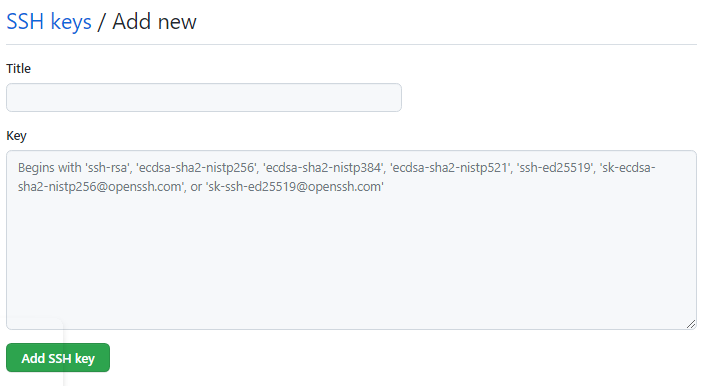 SSH keys / Add new
Title
Key
Begins with 'ssh-rsa', 'ecdsa-sha2-nistp256', 'ecdsa-sha2-nistp384', 'ecdsa-sha2-nistp521', 'ssh-ed25519', 'sk-ecdsa-
sha2-nistp256@openssh.com', or 'sk-ssh-ed25519@openssh.com'
Add SSH key